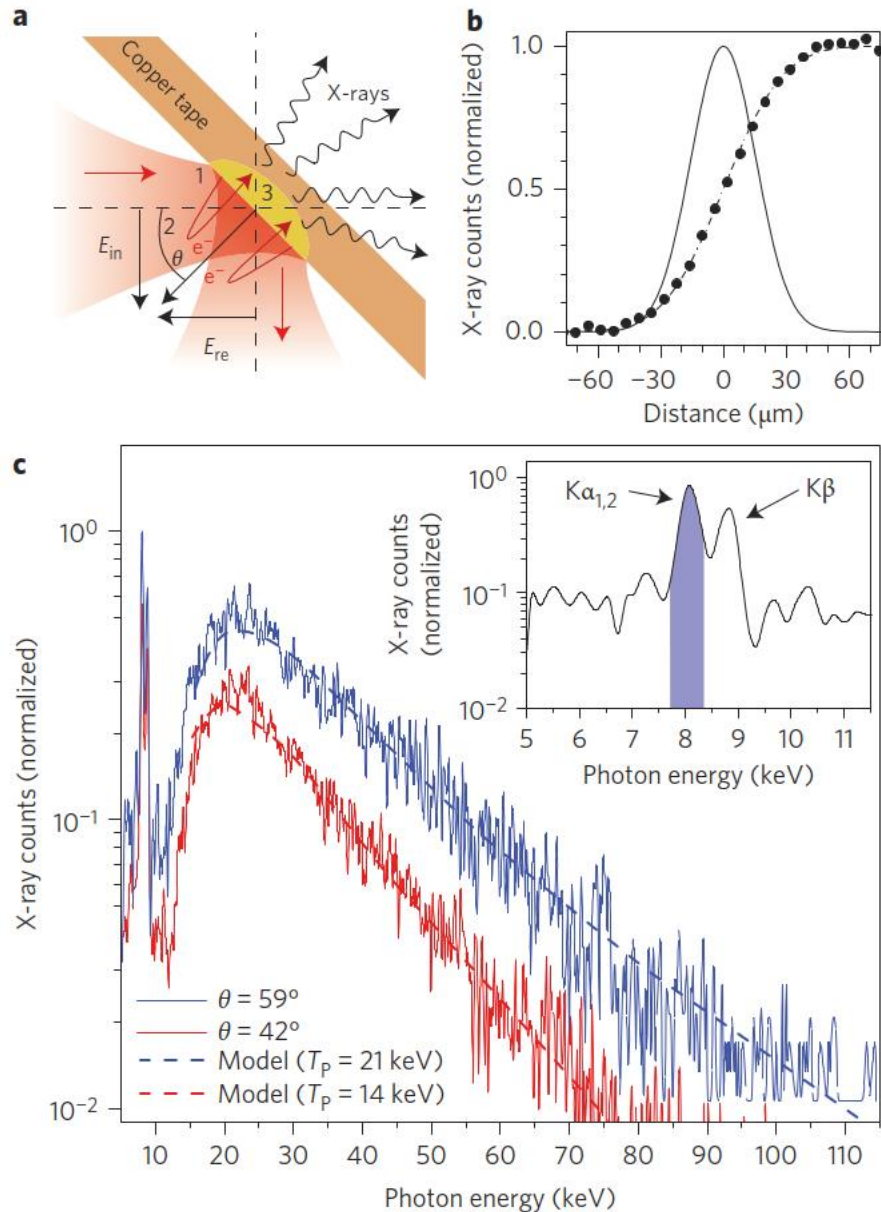 a
Copper tape
X-rays
1
3
2
E_in
θ
e⁻
e⁻
E_re
b
X-ray counts (normalized)
1.0
0.5
0.0
−60 −30 0 30 60
Distance (μm)
c
X-ray counts (normalized)
10⁰
10⁻¹
10⁻²
X-ray counts
(normalized)
10⁰
10⁻¹
10⁻²
Kα₁,₂
Kβ
5 6 7 8 9 10 11
Photon energy (keV)
θ = 59°
θ = 42°
Model (T_P = 21 keV)
Model (T_P = 14 keV)
10 20 30 40 50 60 70 80 90 100 110
Photon energy (keV)